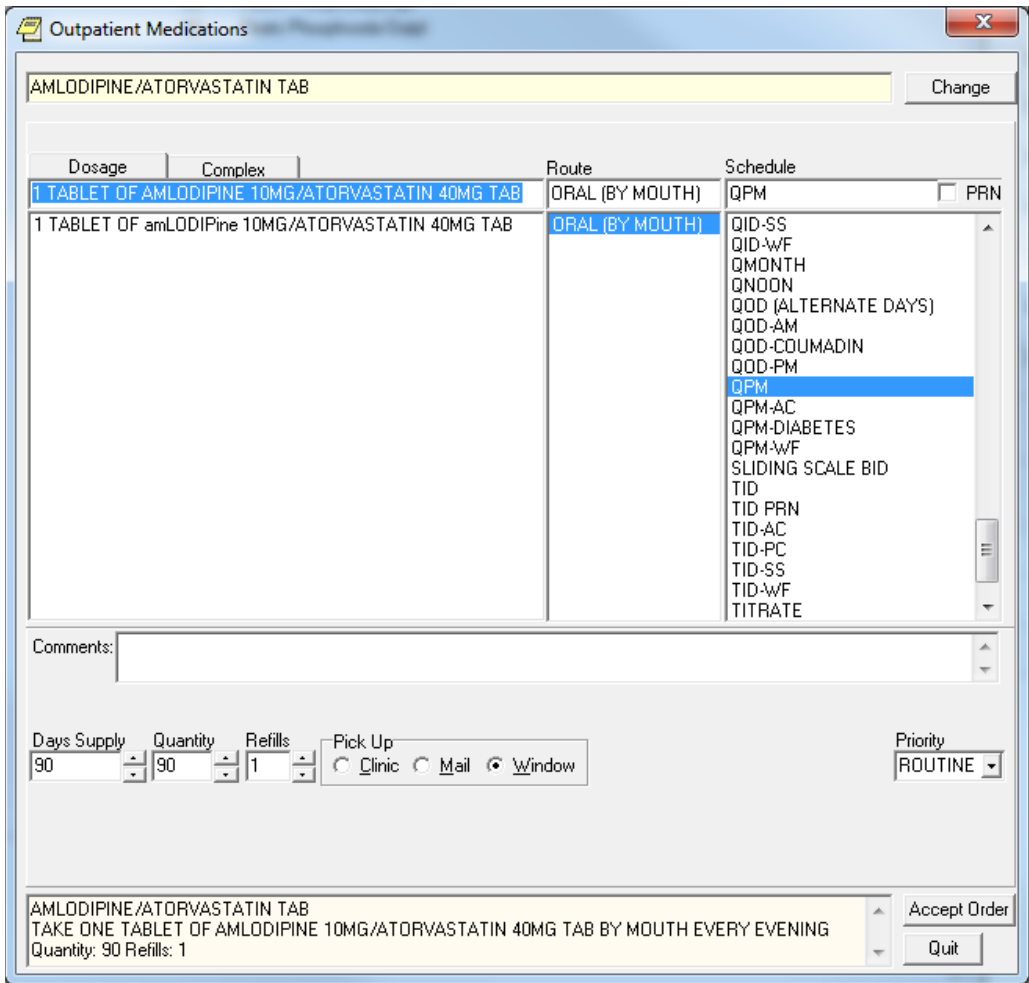 Outpatient Medications
AMLODIPINE/ATORVASTATIN TAB
Change
Dosage
Complex
Route
Schedule
1 TABLET OF AMLODIPINE 10MG/ATORVASTATIN 40MG TAB
ORAL (BY MOUTH)
QPM
PRN
1 TABLET OF amLODIPine 10MG/ATORVASTATIN 40MG TAB
ORAL (BY MOUTH)
QID-SS
QID-WF
QMONTH
QNOON
QOD (ALTERNATE DAYS)
QOD-AM
QOD-COUMADIN
QOD-PM
QPM
QPM-AC
QPM-DIABETES
QPM-WF
SLIDING SCALE BID
TID
TID PRN
TID-AC
TID-PC
TID-SS
TID-WF
TITRATE
Comments:
Days Supply
Quantity
Refills
Pick Up
Priority
90
90
1
Clinic
Mail
Window
ROUTINE
AMLODIPINE/ATORVASTATIN TAB
TAKE ONE TABLET OF AMLODIPINE 10MG/ATORVASTATIN 40MG TAB BY MOUTH EVERY EVENING
Quantity: 90 Refills: 1
Accept Order
Quit